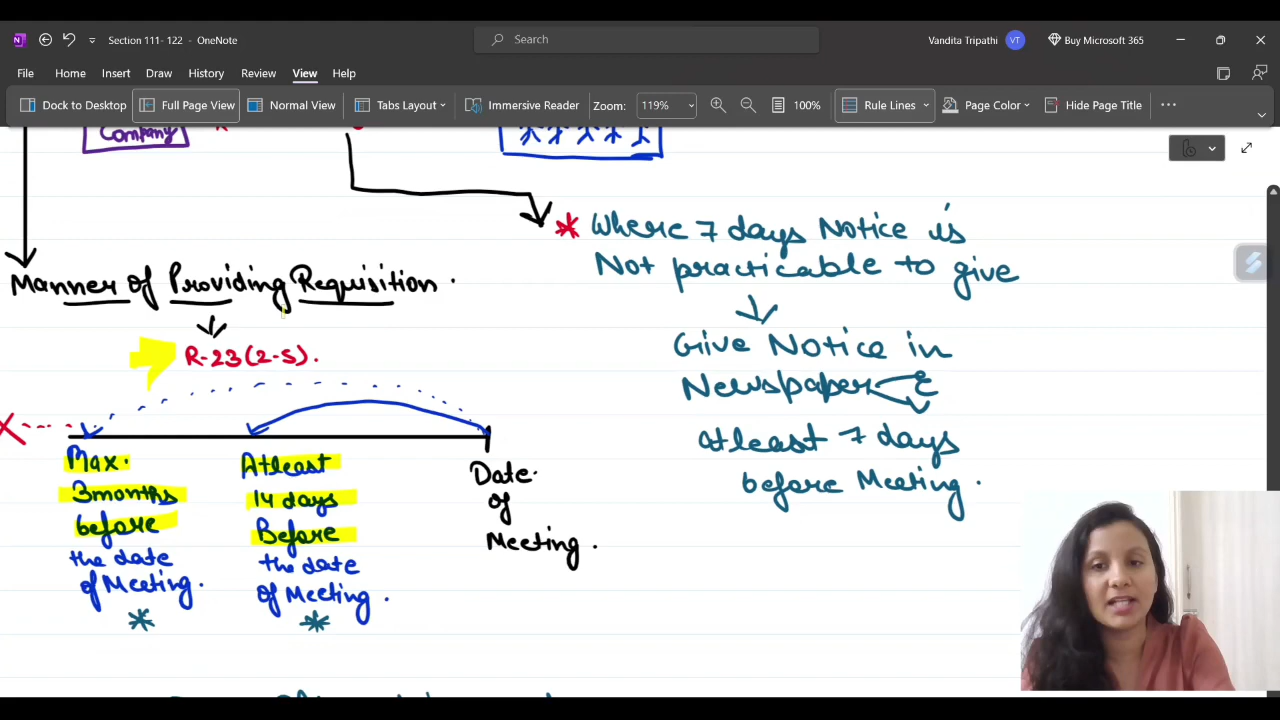 Section 111- 122 - OneNote
Search
Vandita Tripathi
VT
Buy Microsoft 365
File Home Insert Draw History Review View Help
Dock to Desktop Full Page View Normal View Tabs Layout Immersive Reader Zoom: 119% 100% Rule Lines Page Color Hide Page Title
Company
* Where 7 days Notice is
Not practicable to give
Give Notice in
Newspaper E
atleast 7 days
before Meeting.
Manner of Providing Requisition.
R-23(2-5).
Max.
3months
before
the date
of Meeting.
*
Atleast
14 days
Before
the date
of Meeting.
*
Date
of
Meeting.